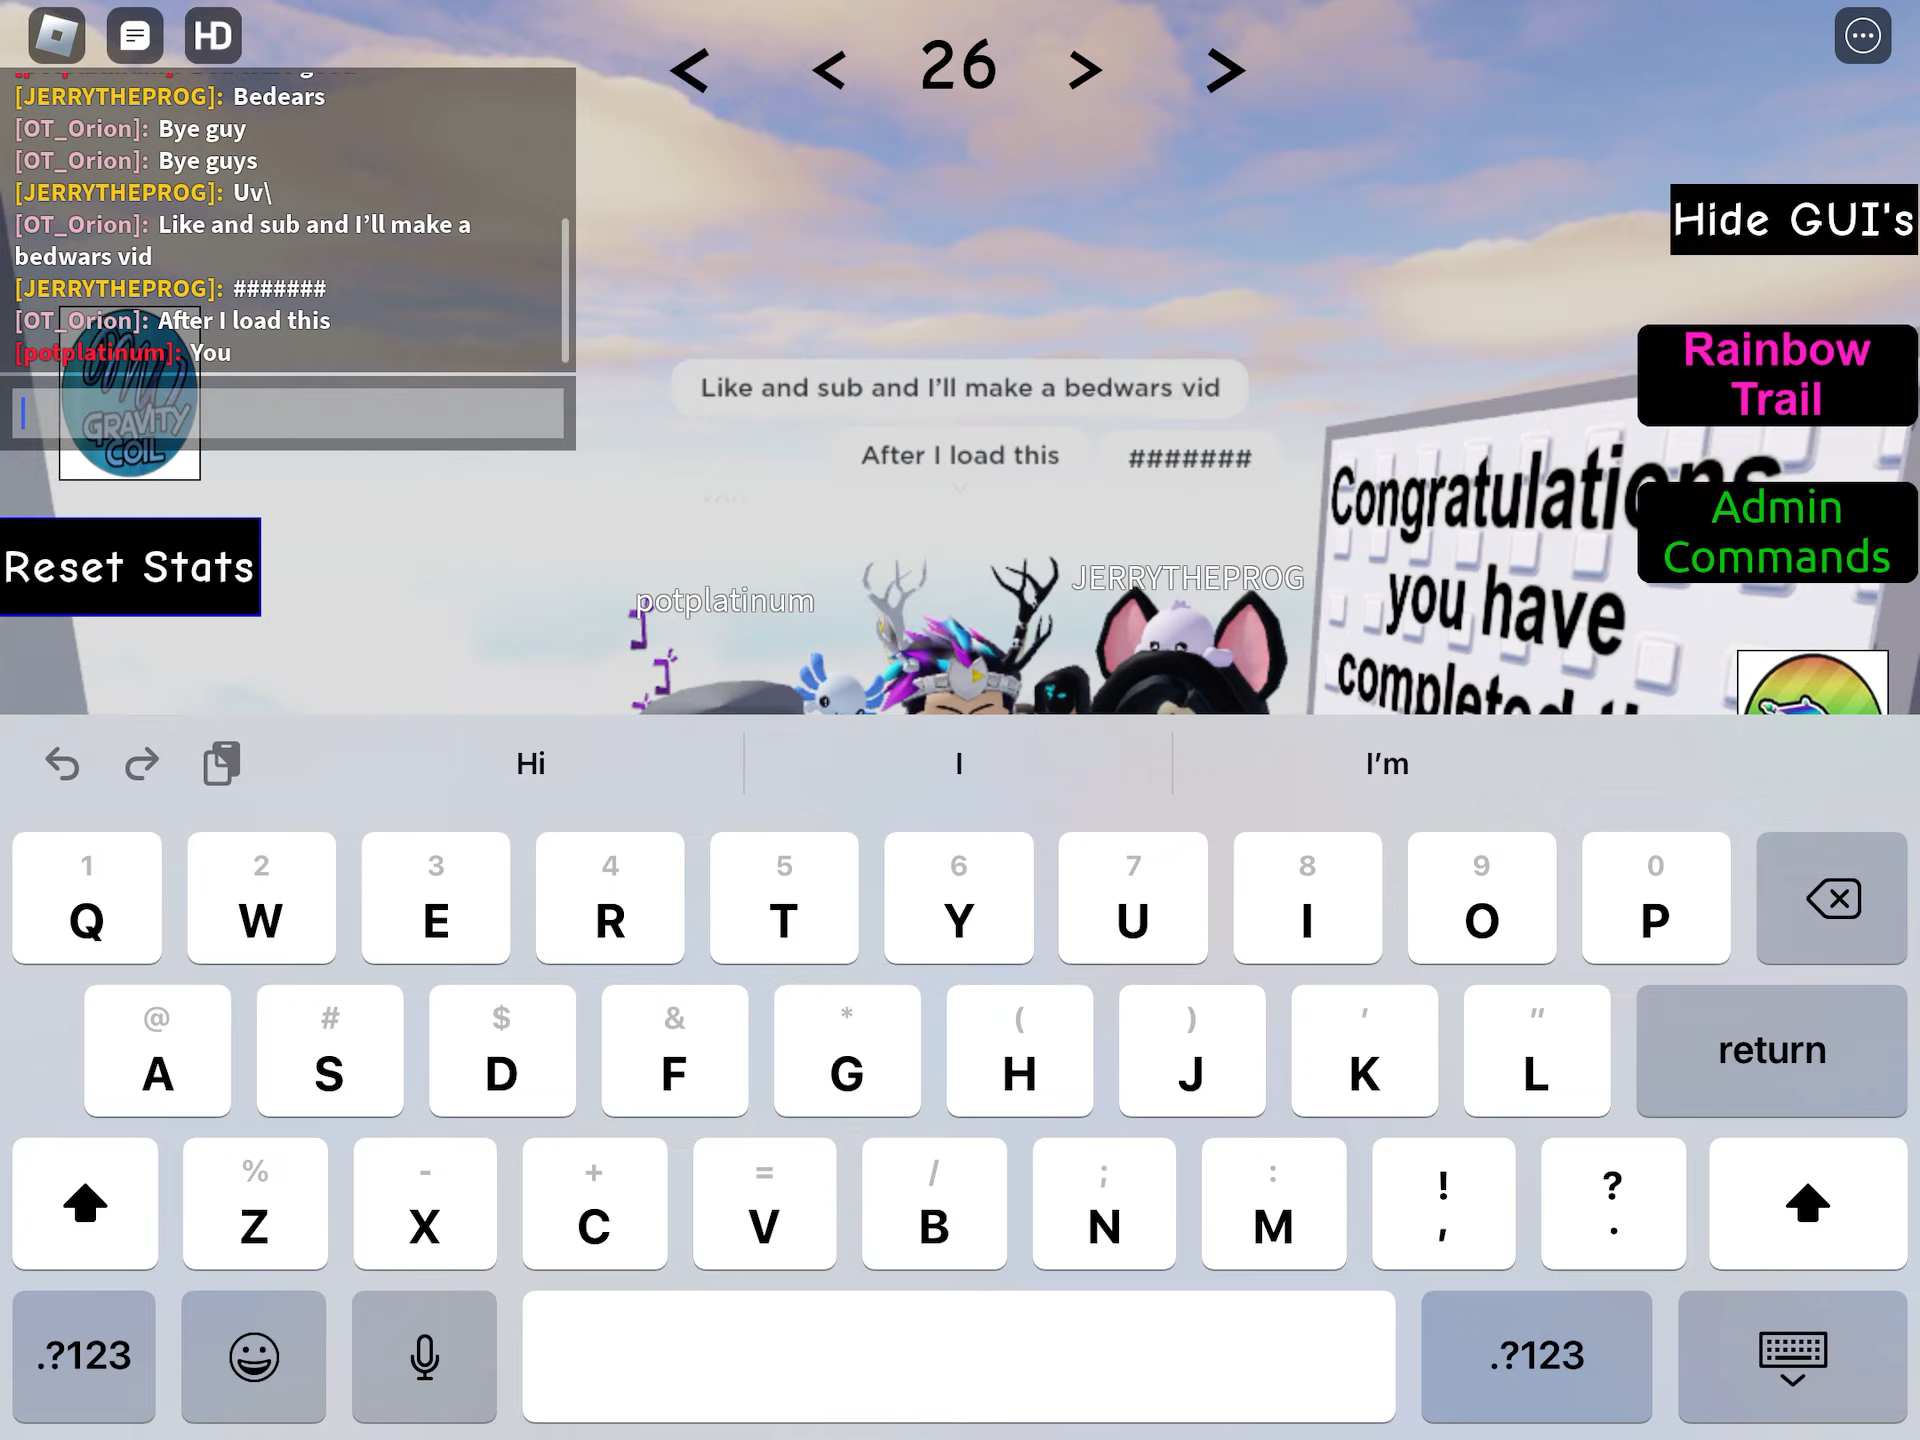 HD
< < 26 > >
[JERRYTHEPROG]: Bedears
[OT_Orion]: Bye guy
[OT_Orion]: Bye guys
[JERRYTHEPROG]: Uv\
[OT_Orion]: Like and sub and I’ll make a
bedwars vid
[JERRYTHEPROG]: #######
[OT_Orion]: After I load this
[potplatinum]: You
GRAVITY
COIL
Reset Stats
Hide GUI's
Rainbow
Trail
Admin
Commands
Like and sub and I’ll make a bedwars vid
After I load this
#######
potplatinum
JERRYTHEPROG
Congratulations
you have
completed
Hi I I’m
1 2 3 4 5 6 7 8 9 0
Q W E R T Y U I O P
@ # $ & * ( ) ' "
A S D F G H J K L return
% - + = / ; : ! ?
Z X C V B N M , .
.?123 .?123